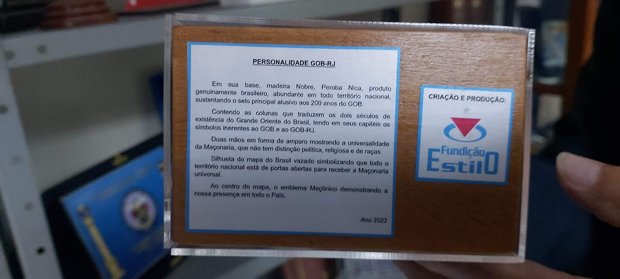 PERSONALIDADE GOB-RJ
Em sua base, madeira Nobre, Peroba Nica, produto
genuinamente brasileiro, abundante em todo território nacional,
sustentando o selo principal alusivo aos 200 anos do GOB.
Contendo as colunas que traduzem os dois séculos de
existência do Grande Oriente do Brasil, tendo em seus capitéis os
símbolos inerentes ao GOB e ao GOB-RJ.
Duas mãos em forma de amparo mostrando a universalidade
da Maçonaria, que não tem distinção política, religiosa e de raças.
Silhueta do mapa do Brasil vazado simbolizando que todo o
território nacional está de portas abertas para receber a Maçonaria
universal.
Ao centro do mapa, o emblema Maçônico demonstrando a
nossa presença em todo o País.
Ano 2022
CRIAÇÃO E PRODUÇÃO:
Fundição
Estilo